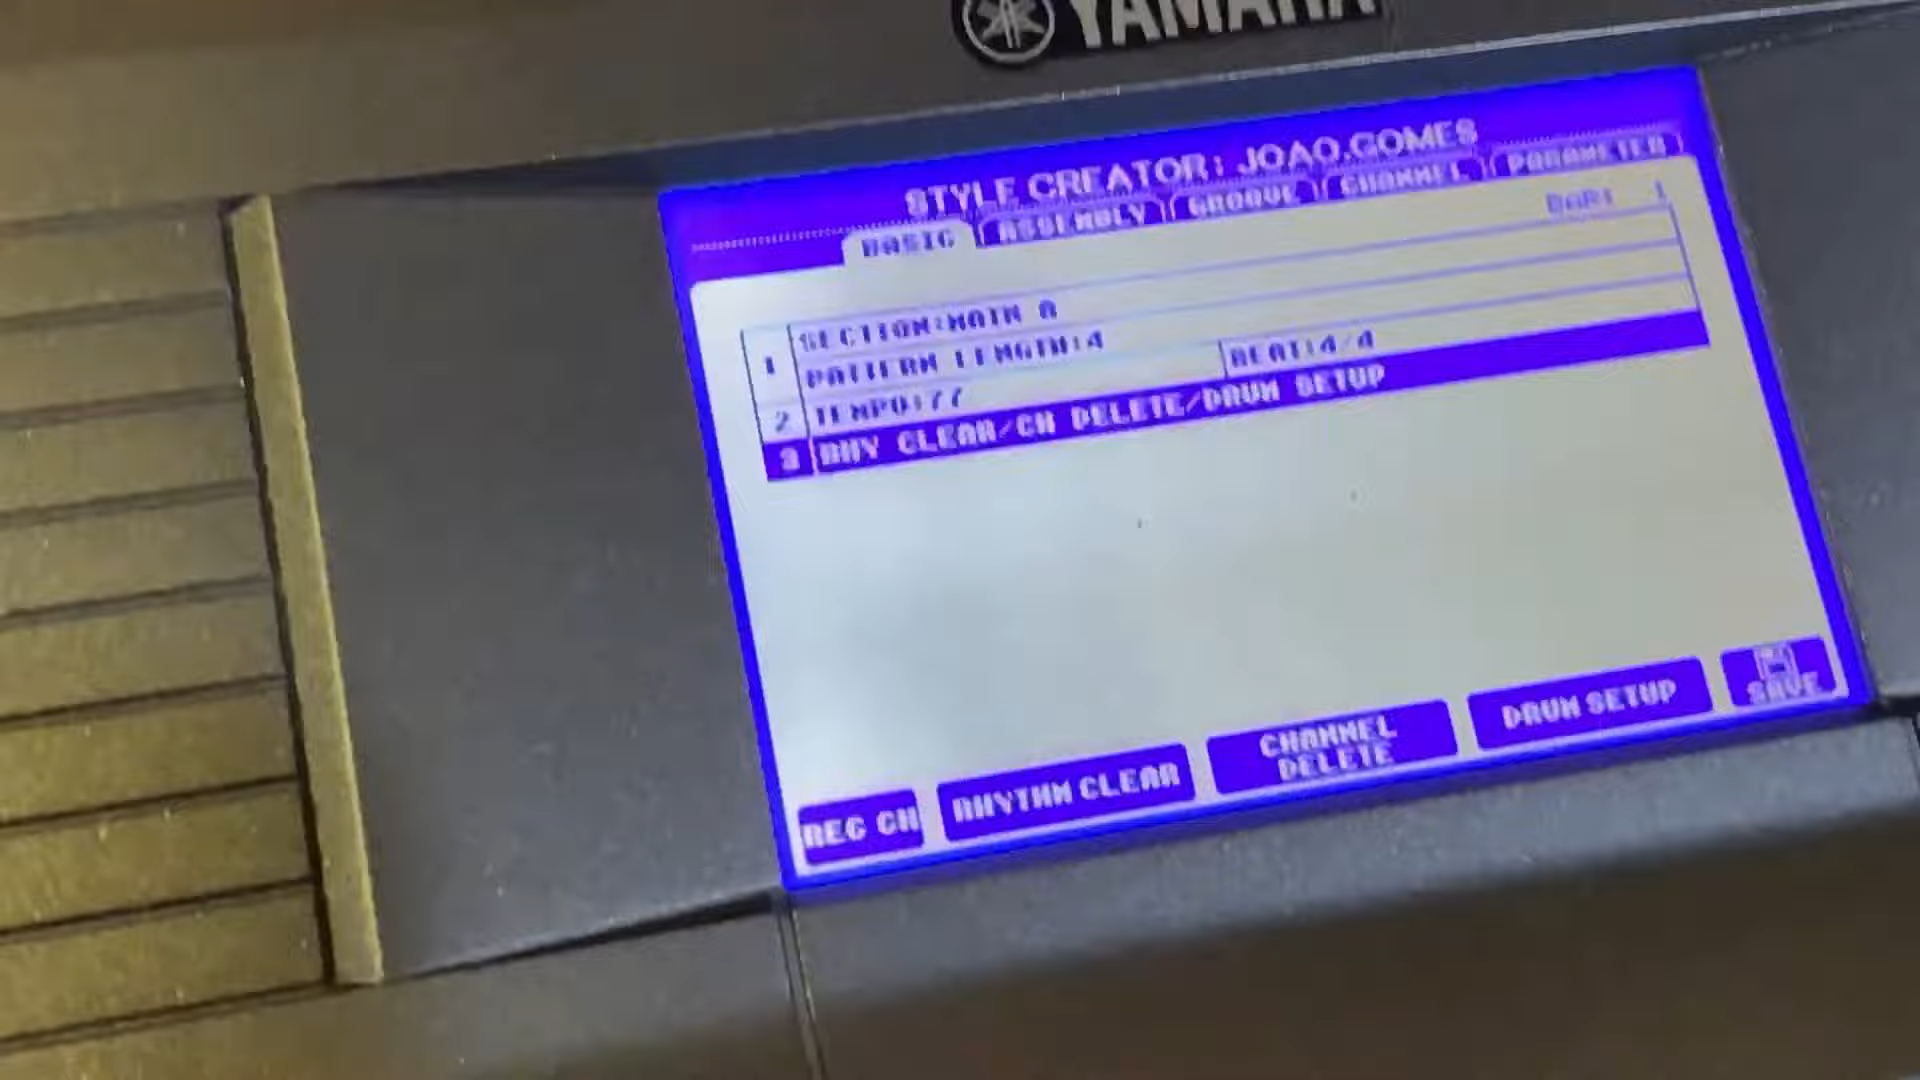 YAMAHA
STYLE CREATOR: JOAO.GOMES
BASIC ASSEMBLY GROOVE CHANNEL PARAMETER
BAR: 1
1 SECTION:MAIN A
PATTERN LENGTH:4 BEAT:4/4
2 TEMPO:77
3 RHY CLEAR/CH DELETE/DRUM SETUP
REC CH RHYTHM CLEAR CHANNEL DELETE DRUM SETUP SAVE